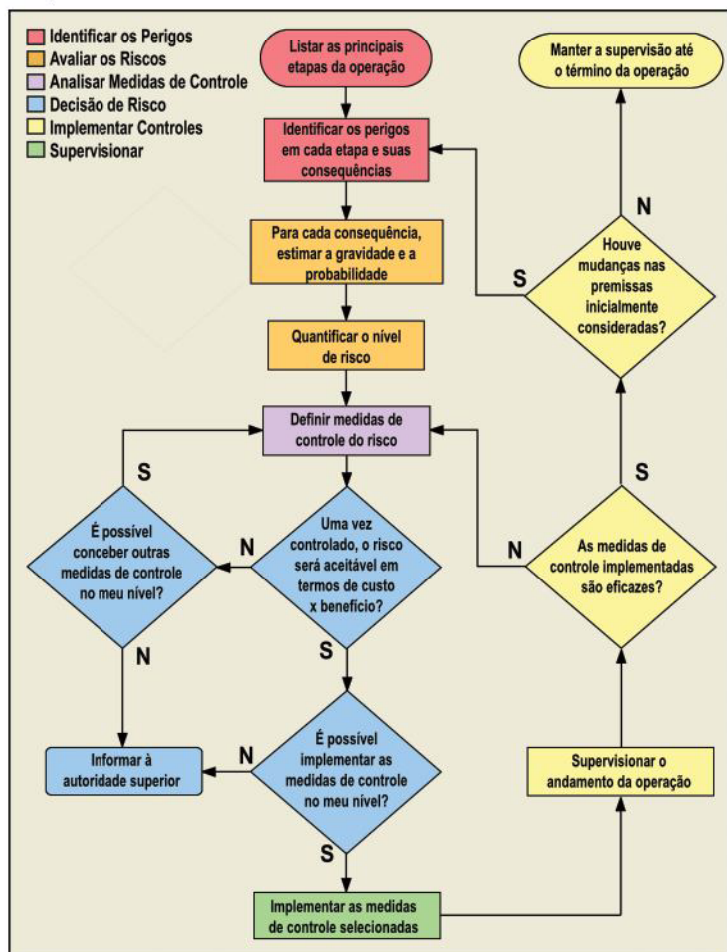 Identificar os Perigos
Avaliar os Riscos
Analisar Medidas de Controle
Decisão de Risco
Implementar Controles
Supervisionar
Listar as principais
etapas da operação
Manter a supervisão até
o término da operação
Identificar os perigos
em cada etapa e suas
consequências
N
Houve
mudanças nas
premissas
inicialmente
consideradas?
S
Para cada consequência,
estimar a gravidade e a
probabilidade
Quantificar o nível
de risco
Definir medidas de
controle do risco
S
S
É possível
conceber outras
medidas de controle
no meu nível?
N
Uma vez
controlado, o risco
será aceitável em
termos de custo
x benefício?
N
As medidas de
controle implementadas
são eficazes?
N
S
Informar à
autoridade superior
N
É possível
implementar as
medidas de controle
no meu nível?
Supervisionar o
andamento da operação
S
Implementar as medidas
de controle selecionadas